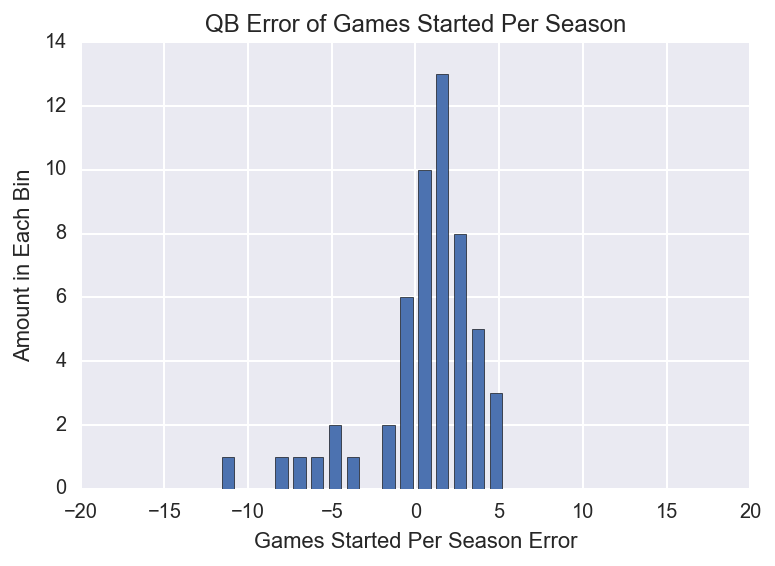 QB Error of Games Started Per Season
14
12
10
8
6
4
2
0
Amount in Each Bin
−20 −15 −10 −5 0 5 10 15 20
Games Started Per Season Error